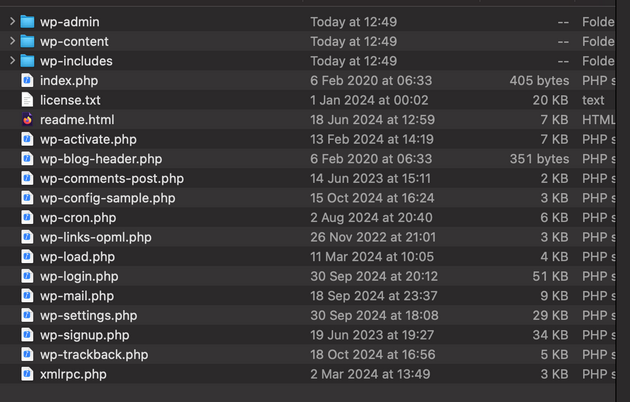 wp-admin Today at 12:49 -- Folde
wp-content Today at 12:49 -- Folde
wp-includes Today at 12:49 -- Folde
index.php 6 Feb 2020 at 06:33 405 bytes PHP s
license.txt 1 Jan 2024 at 00:02 20 KB text
readme.html 18 Jun 2024 at 12:59 7 KB HTML
wp-activate.php 13 Feb 2024 at 14:19 7 KB PHP s
wp-blog-header.php 6 Feb 2020 at 06:33 351 bytes PHP s
wp-comments-post.php 14 Jun 2023 at 15:11 2 KB PHP s
wp-config-sample.php 15 Oct 2024 at 16:24 3 KB PHP s
wp-cron.php 2 Aug 2024 at 20:40 6 KB PHP s
wp-links-opml.php 26 Nov 2022 at 21:01 3 KB PHP s
wp-load.php 11 Mar 2024 at 10:05 4 KB PHP s
wp-login.php 30 Sep 2024 at 20:12 51 KB PHP s
wp-mail.php 18 Sep 2024 at 23:37 9 KB PHP s
wp-settings.php 30 Sep 2024 at 18:08 29 KB PHP s
wp-signup.php 19 Jun 2023 at 19:27 34 KB PHP s
wp-trackback.php 18 Oct 2024 at 16:56 5 KB PHP s
xmlrpc.php 2 Mar 2024 at 13:49 3 KB PHP s